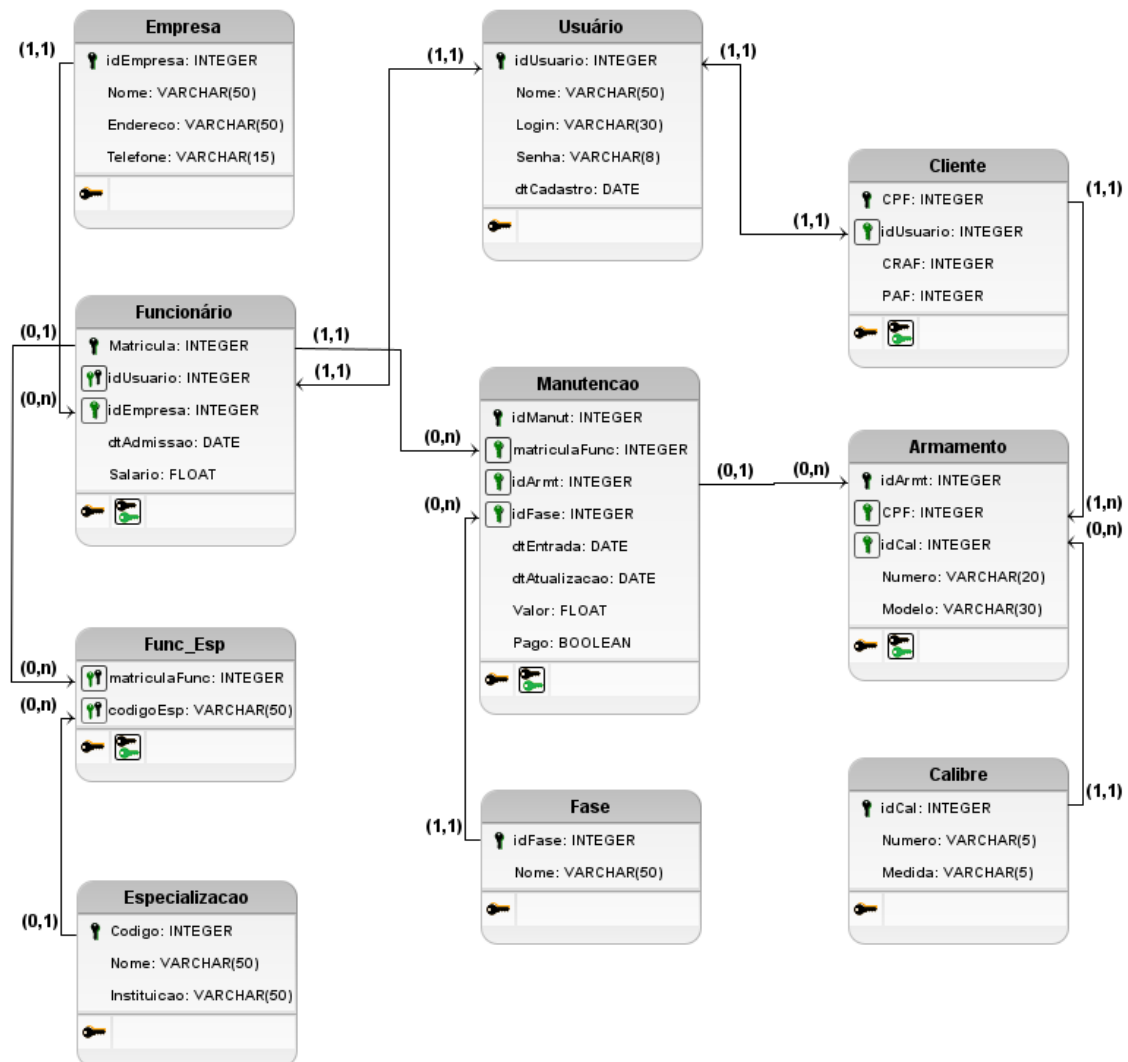 Empresa
(1,1)
idEmpresa: INTEGER
Nome: VARCHAR(50)
Endereco: VARCHAR(50)
Telefone: VARCHAR(15)
Usuário
(1,1)
idUsuario: INTEGER
Nome: VARCHAR(50)
Login: VARCHAR(30)
Senha: VARCHAR(8)
dtCadastro: DATE
Cliente
(1,1)
(1,1)
CPF: INTEGER
idUsuario: INTEGER
CRAF: INTEGER
PAF: INTEGER
Funcionário
(0,1)
(1,1)
Matricula: INTEGER
idUsuario: INTEGER
(1,1)
(0,n)
idEmpresa: INTEGER
dtAdmissao: DATE
Salario: FLOAT
Manutencao
idManut: INTEGER
(0,n)
matriculaFunc: INTEGER
idArmt: INTEGER
(0,n)
idFase: INTEGER
dtEntrada: DATE
dtAtualizacao: DATE
Valor: FLOAT
Pago: BOOLEAN
(0,1)
(0,n)
Armamento
idArmt: INTEGER
CPF: INTEGER
(1,n)
idCal: INTEGER
(0,n)
Numero: VARCHAR(20)
Modelo: VARCHAR(30)
Func_Esp
(0,n)
matriculaFunc: INTEGER
(0,n)
codigoEsp: VARCHAR(50)
Fase
(1,1)
idFase: INTEGER
Nome: VARCHAR(50)
Calibre
(1,1)
idCal: INTEGER
Numero: VARCHAR(5)
Medida: VARCHAR(5)
Especializacao
(0,1)
Codigo: INTEGER
Nome: VARCHAR(50)
Instituicao: VARCHAR(50)